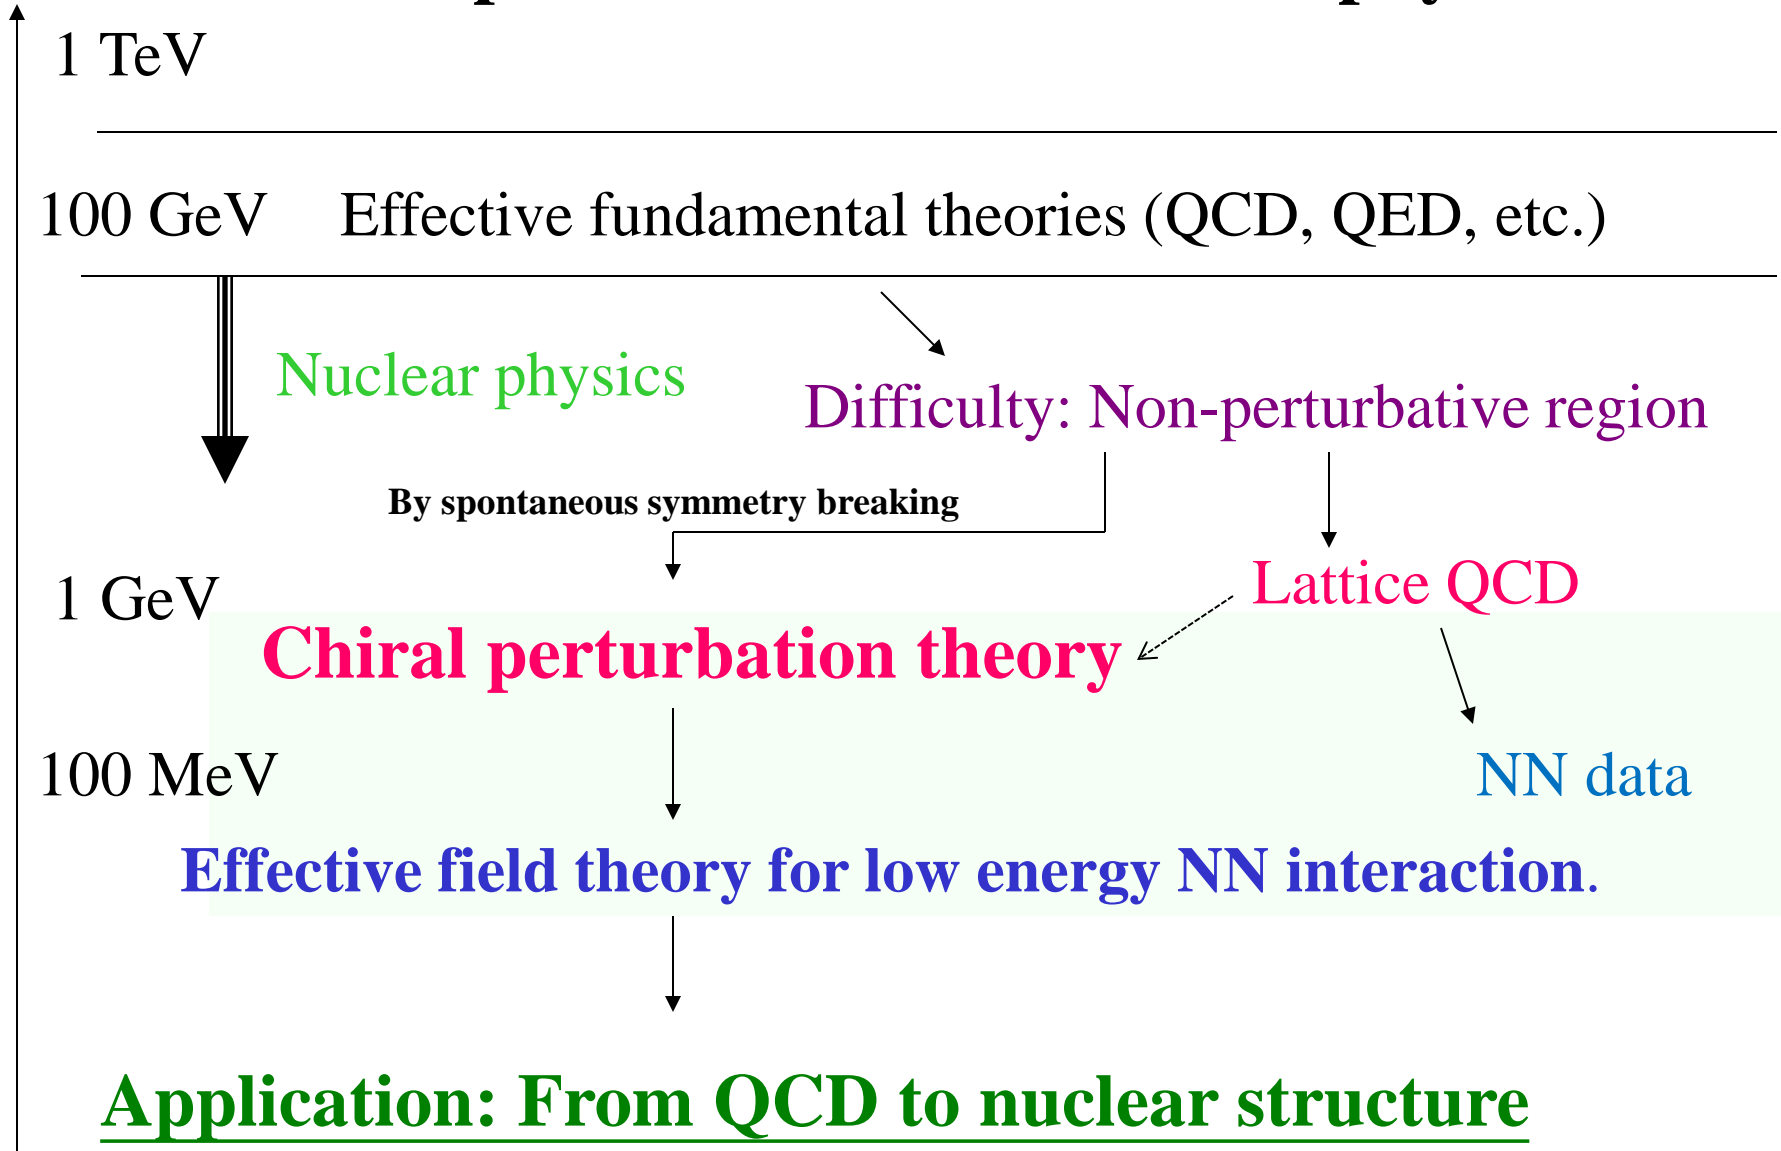 1 TeV
100 GeV Effective fundamental theories (QCD, QED, etc.)
Nuclear physics
Difficulty: Non-perturbative region
By spontaneous symmetry breaking
1 GeV
Lattice QCD
Chiral perturbation theory
100 MeV
NN data
Effective field theory for low energy NN interaction.
Application: From QCD to nuclear structure